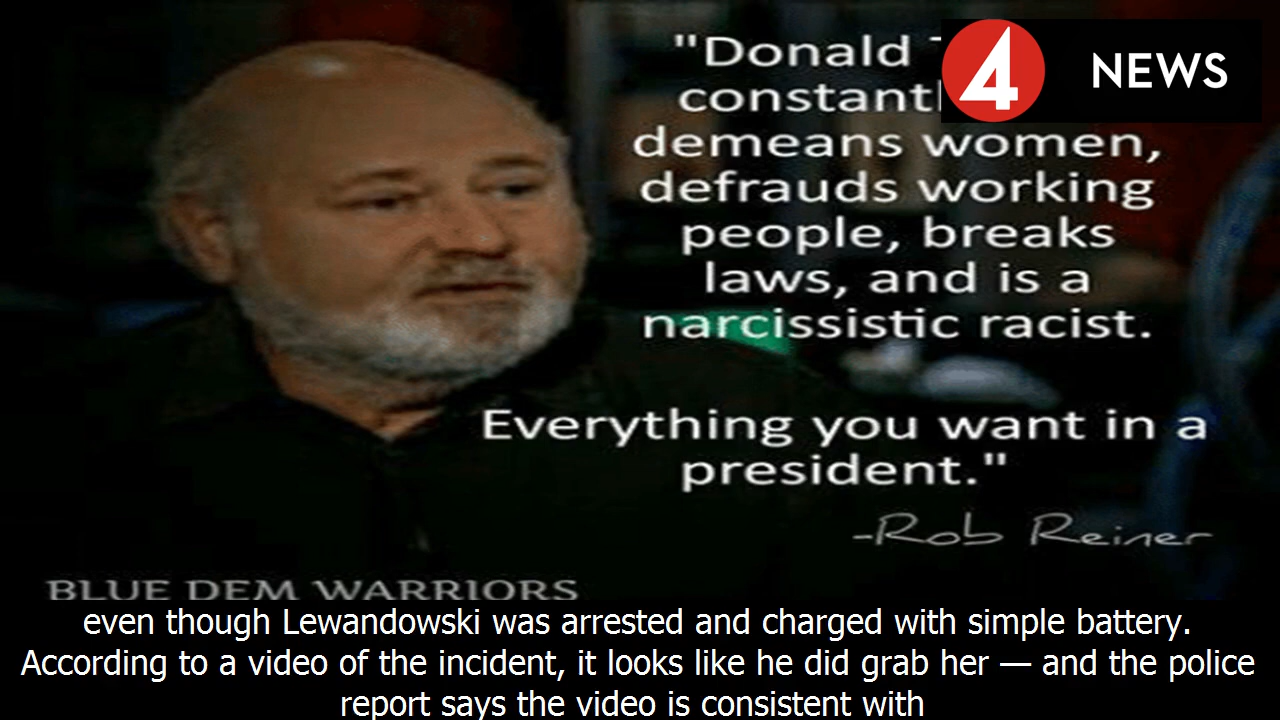 "Donald
constantl
demeans women,
defrauds working
people, breaks
laws, and is a
narcissistic racist.
Everything you want in a
president."
-Rob Reiner
4 NEWS
BLUE DEM WARRIORS
even though Lewandowski was arrested and charged with simple battery.
According to a video of the incident, it looks like he did grab her — and the police
report says the video is consistent with